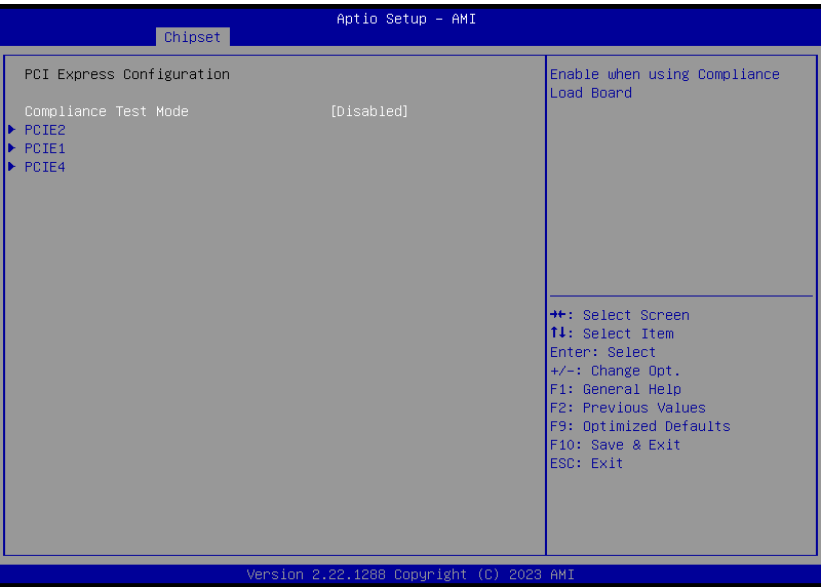 Aptio Setup – AMI
Chipset
PCI Express Configuration
Compliance Test Mode [Disabled]
PCIE2
PCIE1
PCIE4
Enable when using Compliance
Load Board
→←: Select Screen
↑↓: Select Item
Enter: Select
+/-: Change Opt.
F1: General Help
F2: Previous Values
F9: Optimized Defaults
F10: Save & Exit
ESC: Exit
Version 2.22.1288 Copyright (C) 2023 AMI